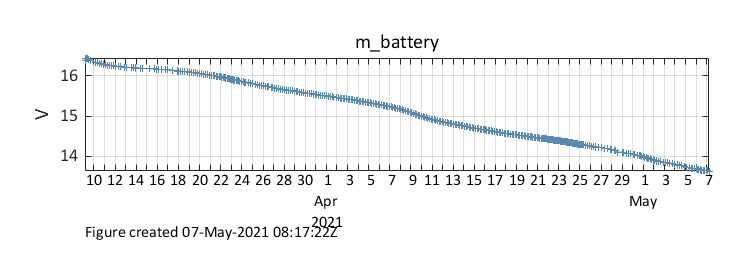 m_battery
16
15
14
V
10 12 14 16 18 20 22 24 26 28 30 1 3 5 7 9 11 13 15 17 19 21 23 25 27 29 1 3 5 7
Apr May
2021
Figure created 07-May-2021 08:17:22Z